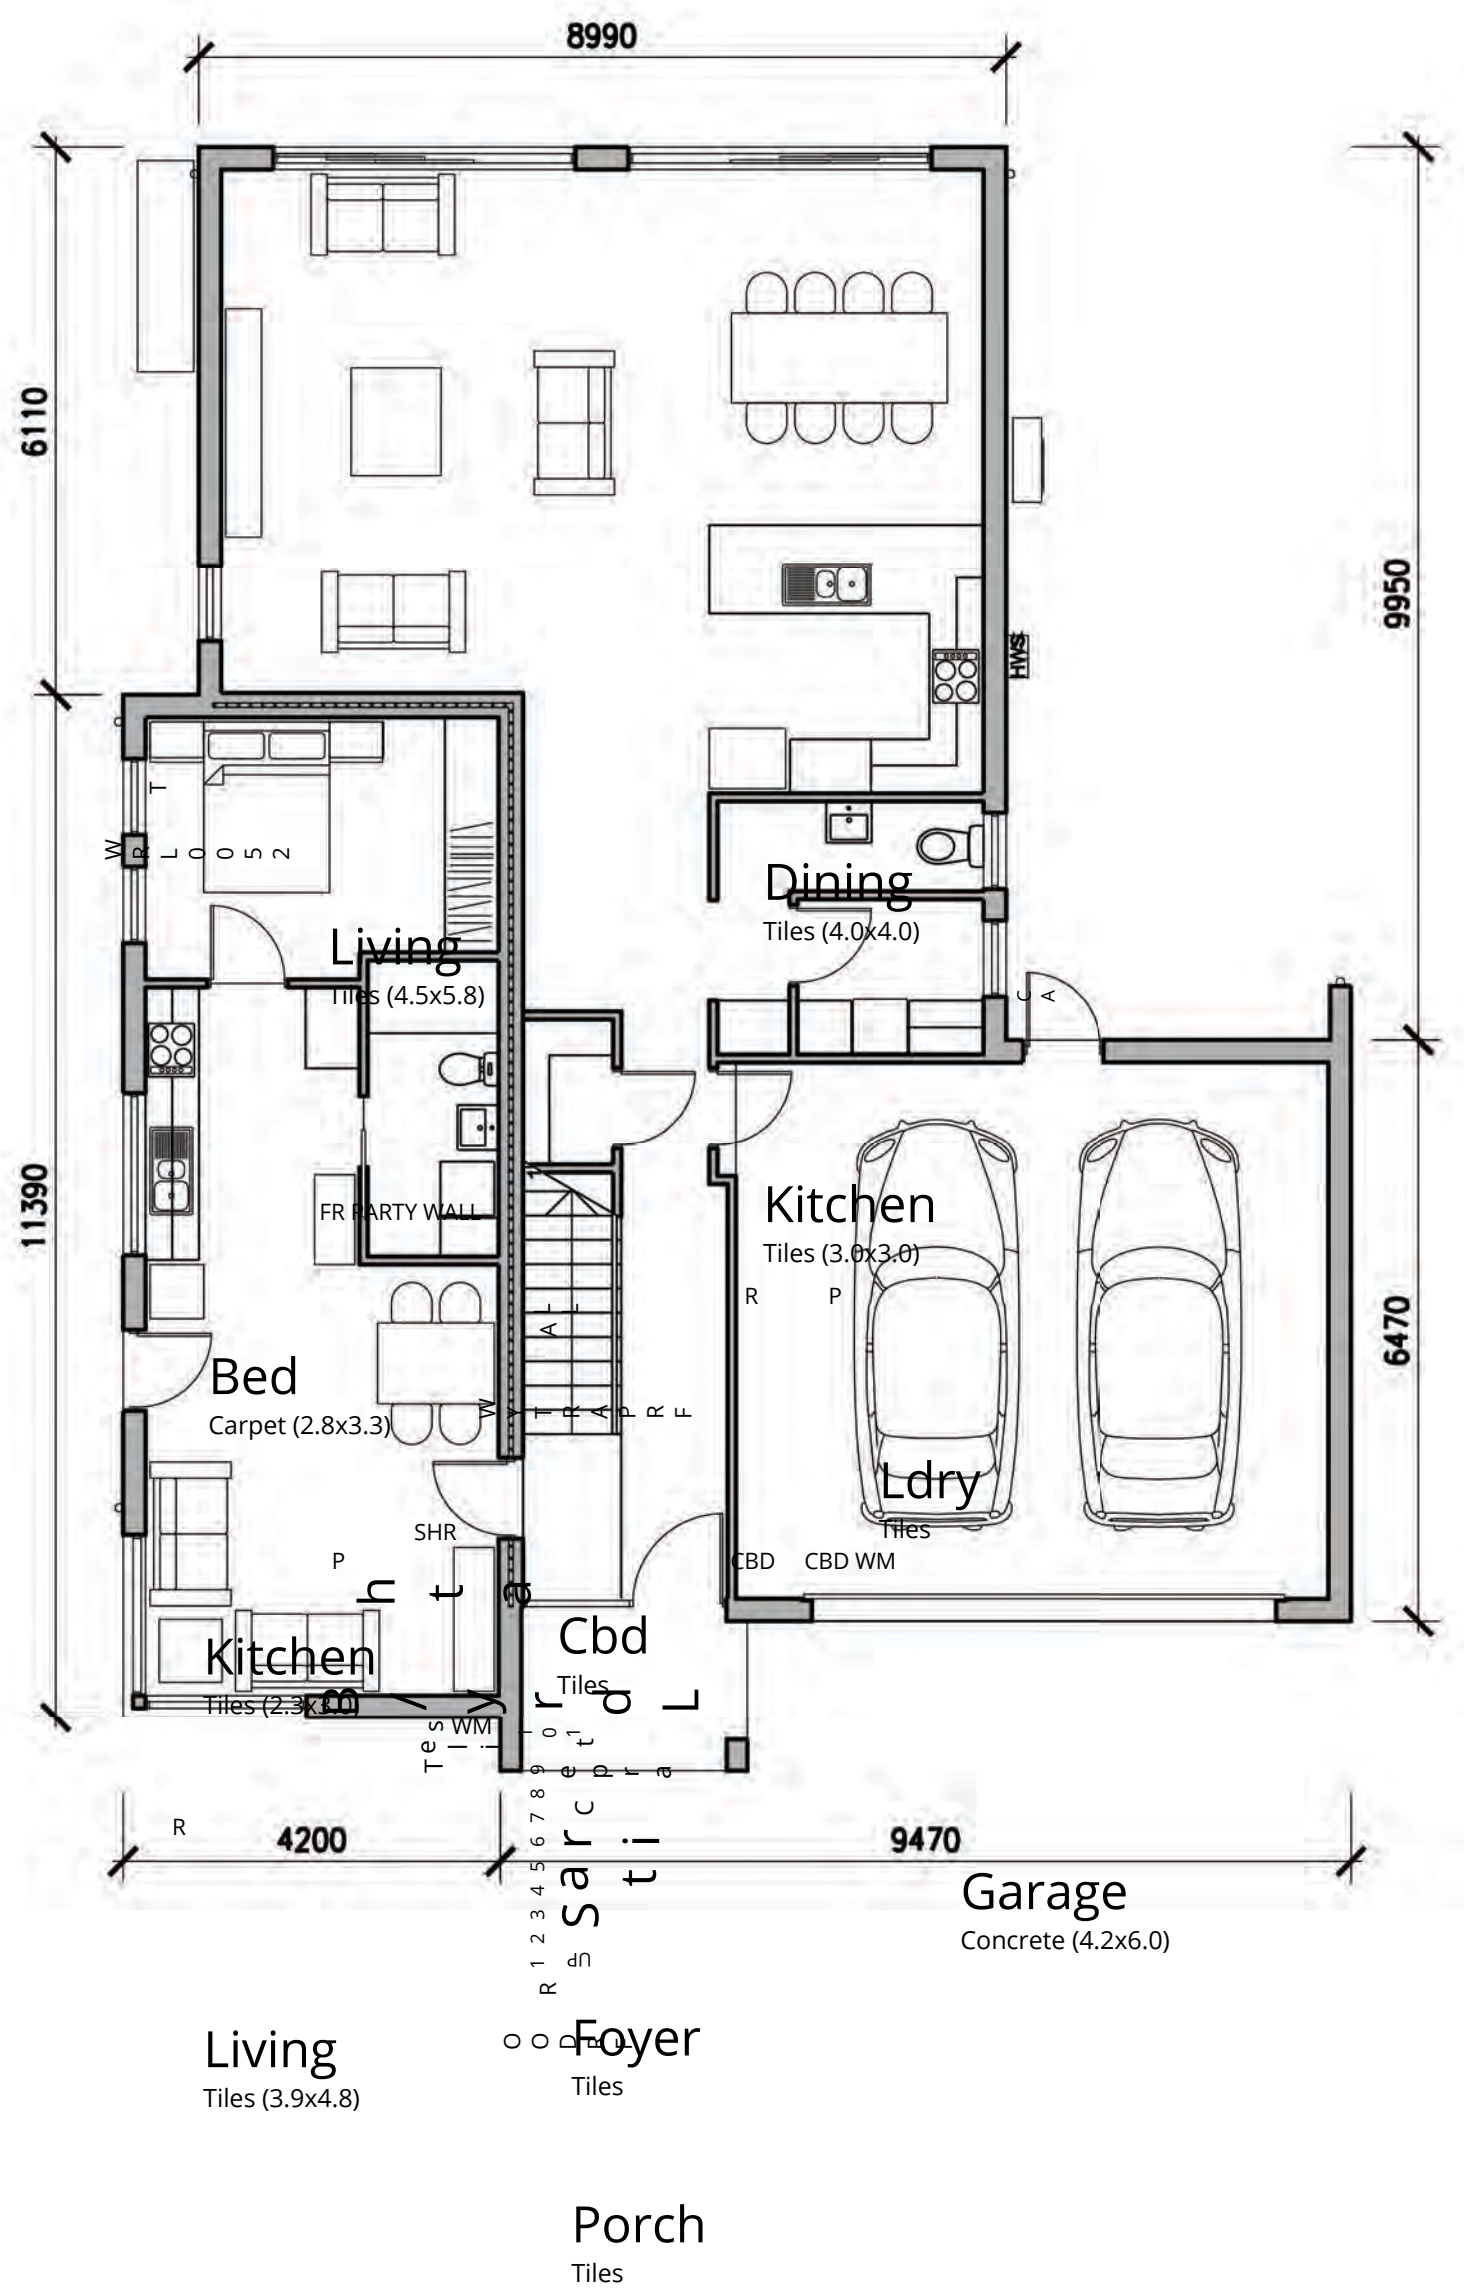 8990
6110
9950
HWS
T
WRL0052
Dining
Tiles (4.0x4.0)
Living
Tiles (4.5x5.8)
CA
FR PARTY WALL
Kitchen
Tiles (3.0x3.0)
R
P
11390
6470
Bed
Carpet (2.8x3.3)
Ldry
Tiles
SHR
P
CBD
CBD WM
Cbd
Tiles
Kitchen
Tiles (2.3x3.0)
WM
R
4200
9470
Garage
Concrete (4.2x6.0)
UP
R
Living
Tiles (3.9x4.8)
Foyer
Tiles
Porch
Tiles